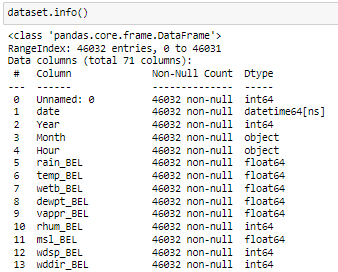 dataset.info()
<class 'pandas.core.frame.DataFrame'>
RangeIndex: 46032 entries, 0 to 46031
Data columns (total 71 columns):
 #   Column       Non-Null Count  Dtype
---  ------       --------------  -----
 0   Unnamed: 0   46032 non-null  int64
 1   date         46032 non-null  datetime64[ns]
 2   Year         46032 non-null  int64
 3   Month        46032 non-null  object
 4   Hour         46032 non-null  object
 5   rain_BEL     46032 non-null  float64
 6   temp_BEL     46032 non-null  float64
 7   wetb_BEL     46032 non-null  float64
 8   dewpt_BEL    46032 non-null  float64
 9   vappr_BEL    46032 non-null  float64
 10  rhum_BEL     46032 non-null  int64
 11  msl_BEL      46032 non-null  float64
 12  wdsp_BEL     46032 non-null  int64
 13  wddir_BEL    46032 non-null  int64